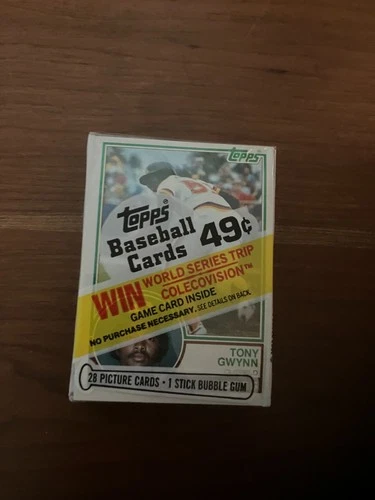 topps
topps®
Baseball
Cards 49¢
WIN WORLD SERIES TRIP
COLECOVISION™
GAME CARD INSIDE
NO PURCHASE NECESSARY. SEE DETAILS ON BACK.
TONY
GWYNN
28 PICTURE CARDS • 1 STICK BUBBLE GUM